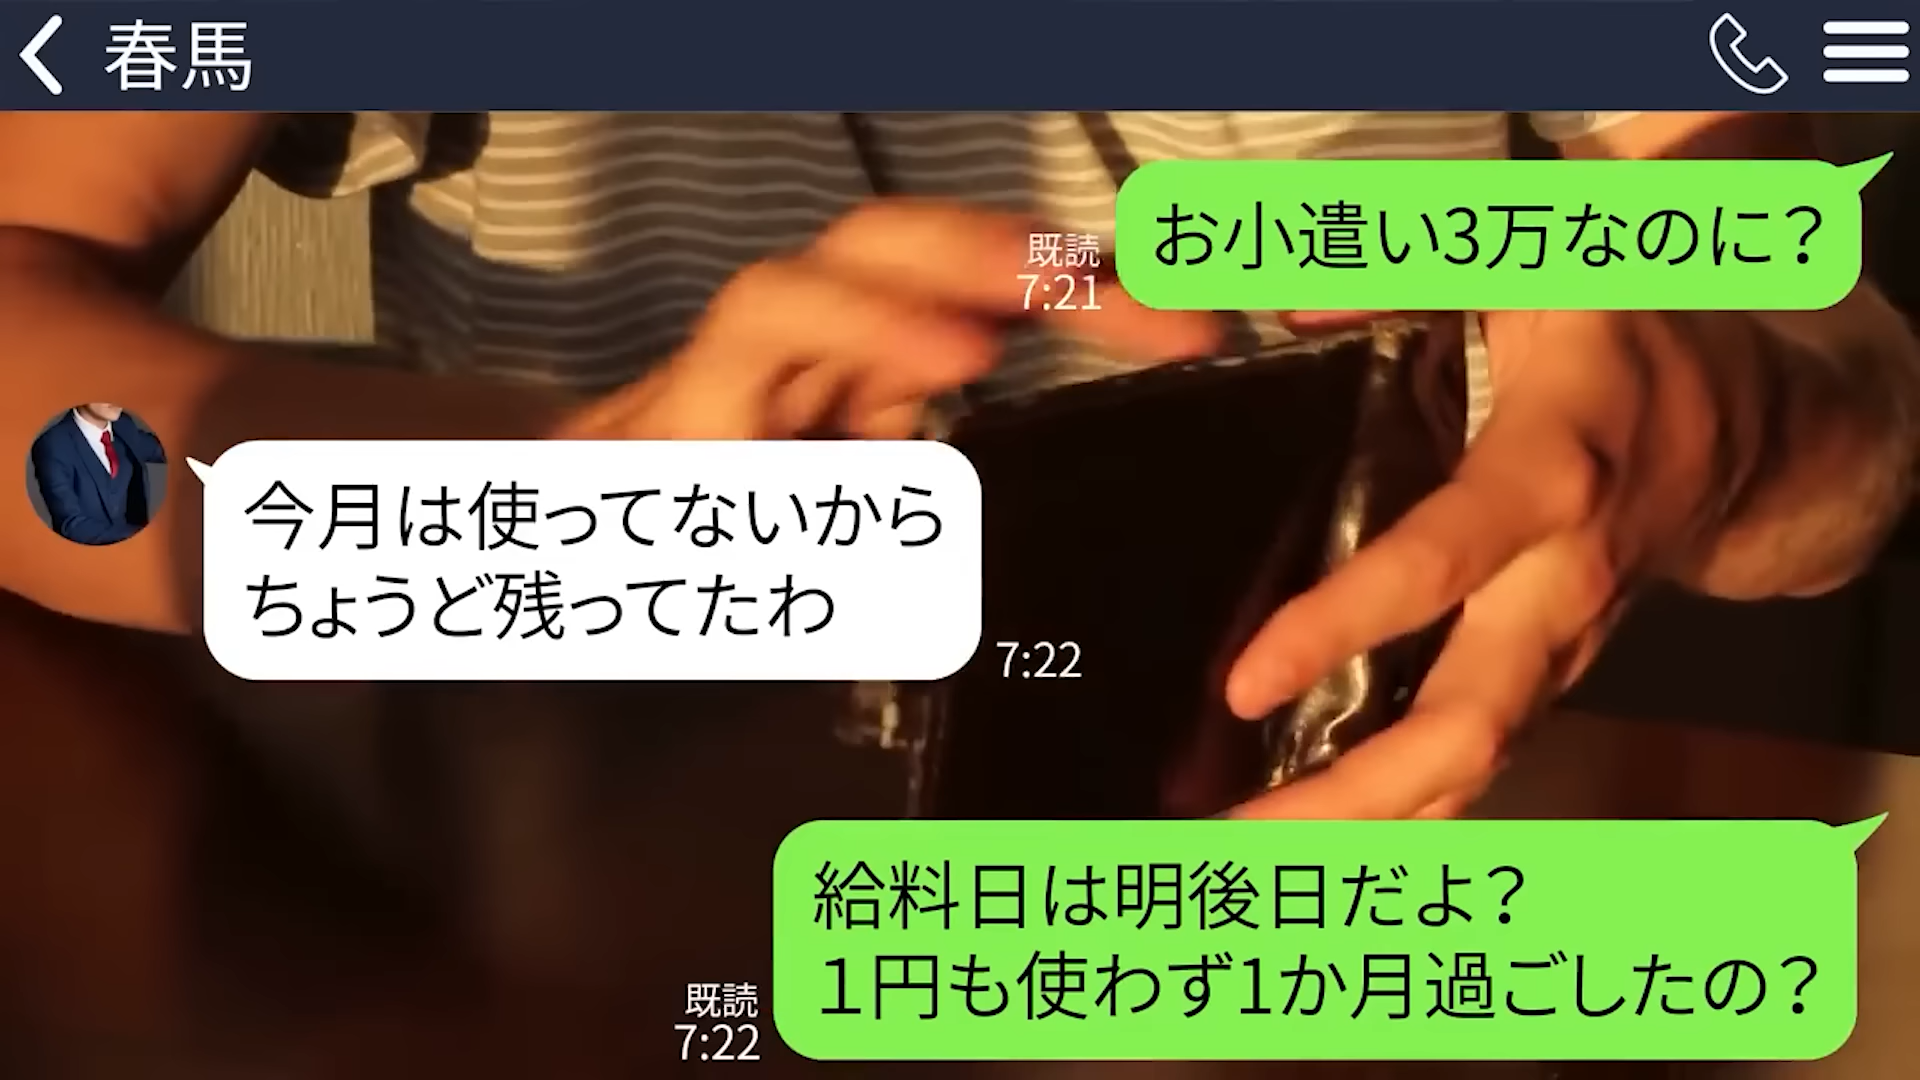 春馬
お小遣い3万なのに？
既読
7:21
今月は使ってないから
ちょうど残ってたわ
7:22
給料日は明後日だよ？
１円も使わず1か月過ごしたの？
既読
7:22